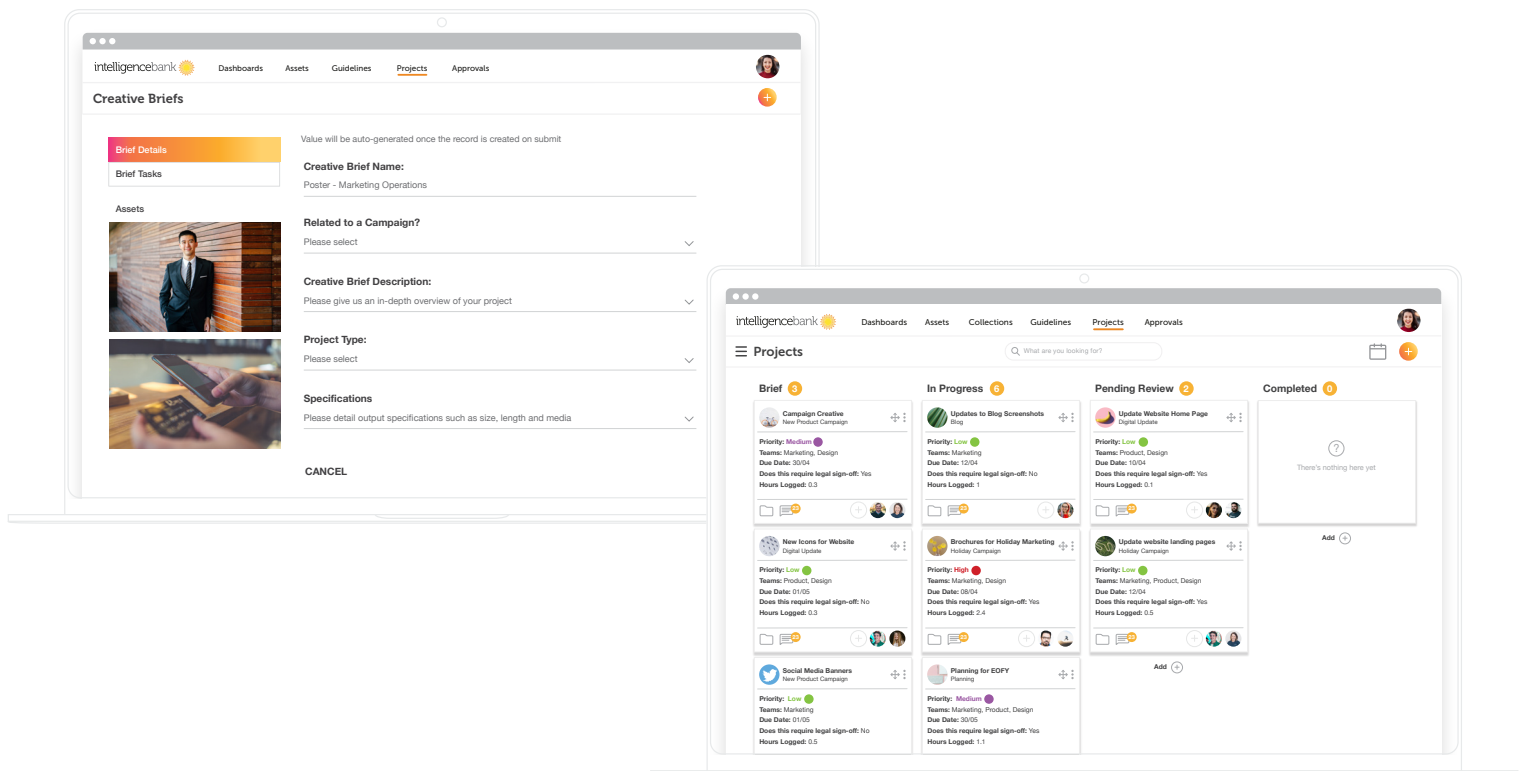 intelligencebank
Dashboards
Assets
Guidelines
Projects
Approvals
Creative Briefs
Brief Details
Brief Tasks
Assets
Value will be auto-generated once the record is created on submit
Creative Brief Name:
Poster - Marketing Operations
Related to a Campaign?
Please select
Creative Brief Description:
Please give us an in-depth overview of your project
Project Type:
Please select
Specifications
Please detail output specifications such as size, length and media
CANCEL
intelligencebank
Dashboards
Assets
Collections
Guidelines
Projects
Approvals
Projects
What are you looking for?
Brief 3
Campaign Creative
New Product Campaign
Priority: Medium
Teams: Marketing, Design
Due Date: 30/04
Does this require legal sign-off: Yes
Hours Logged: 0.3
New Icons for Website
Digital Update
Priority: Low
Teams: Product, Design
Due Date: 01/05
Does this require legal sign-off: No
Hours Logged: 0.3
Social Media Banners
New Product Campaign
Priority: Low
Teams: Marketing
Due Date: 01/05
Does this require legal sign-off: No
Hours Logged: 0.5
In Progress 6
Updates to Blog Screenshots
Blog
Priority: Low
Teams: Marketing
Due Date: 12/04
Does this require legal sign-off: No
Hours Logged: 1
Brochures for Holiday Marketing
Holiday Campaign
Priority: High
Teams: Marketing, Design
Due Date: 08/04
Does this require legal sign-off: Yes
Hours Logged: 2.4
Planning for EOFY
Planning
Priority: Medium
Teams: Marketing, Product, Design
Due Date: 30/05
Does this require legal sign-off: Yes
Hours Logged: 1.1
Pending Review 2
Update Website Home Page
Digital Update
Priority: Low
Teams: Product, Design
Due Date: 10/04
Does this require legal sign-off: Yes
Hours Logged: 0.1
Update website landing pages
Holiday Campaign
Priority: Low
Teams: Marketing, Product, Design
Due Date: 12/04
Does this require legal sign-off: Yes
Hours Logged: 0.5
Add
Completed 0
?
There's nothing here yet
Add